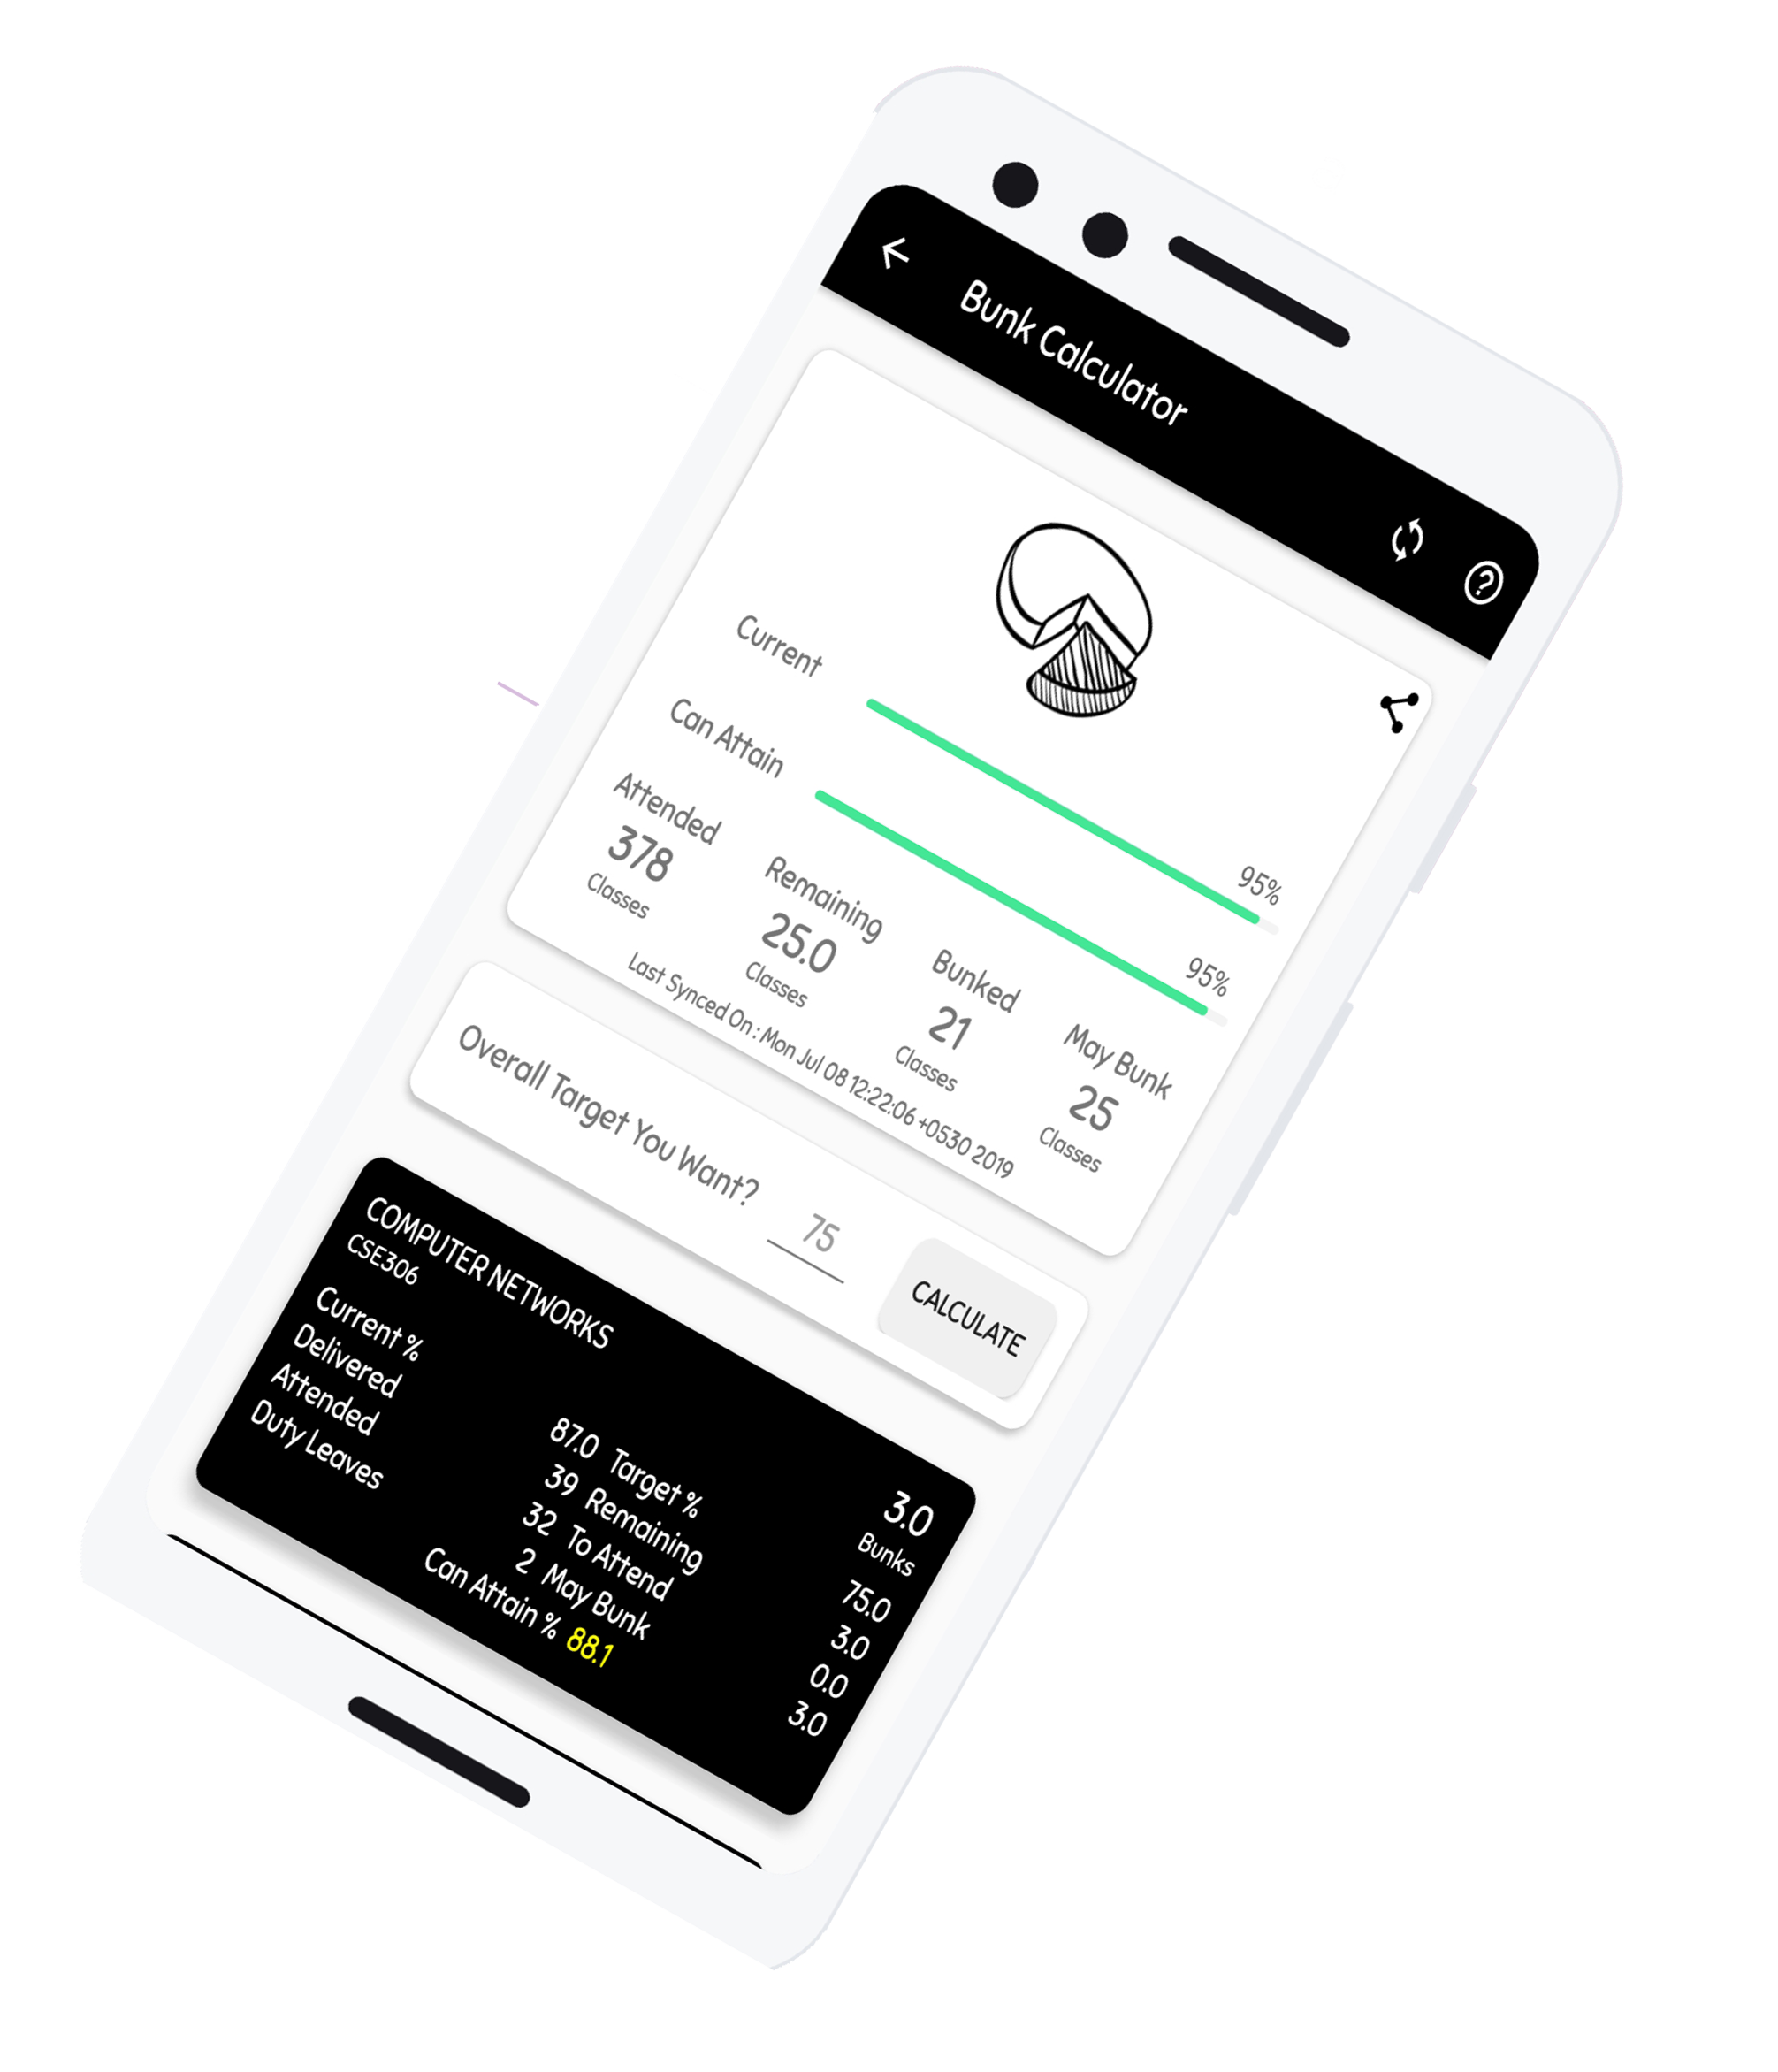 Bunk Calculator
Current 95%
Can Attain 95%
Attended Remaining Bunked May Bunk
378 25.0 21 25
Classes Classes Classes Classes
Last Synced On : Mon Jul 08 12:22:06 +0530 2019
Overall Target You Want? 75 CALCULATE
COMPUTER NETWORKS 3.0
CSE306 Bunks
Current % 87.0 Target % 75.0
Delivered 39 Remaining 3.0
Attended 32 To Attend 0.0
Duty Leaves 2 May Bunk 3.0
Can Attain % 88.1